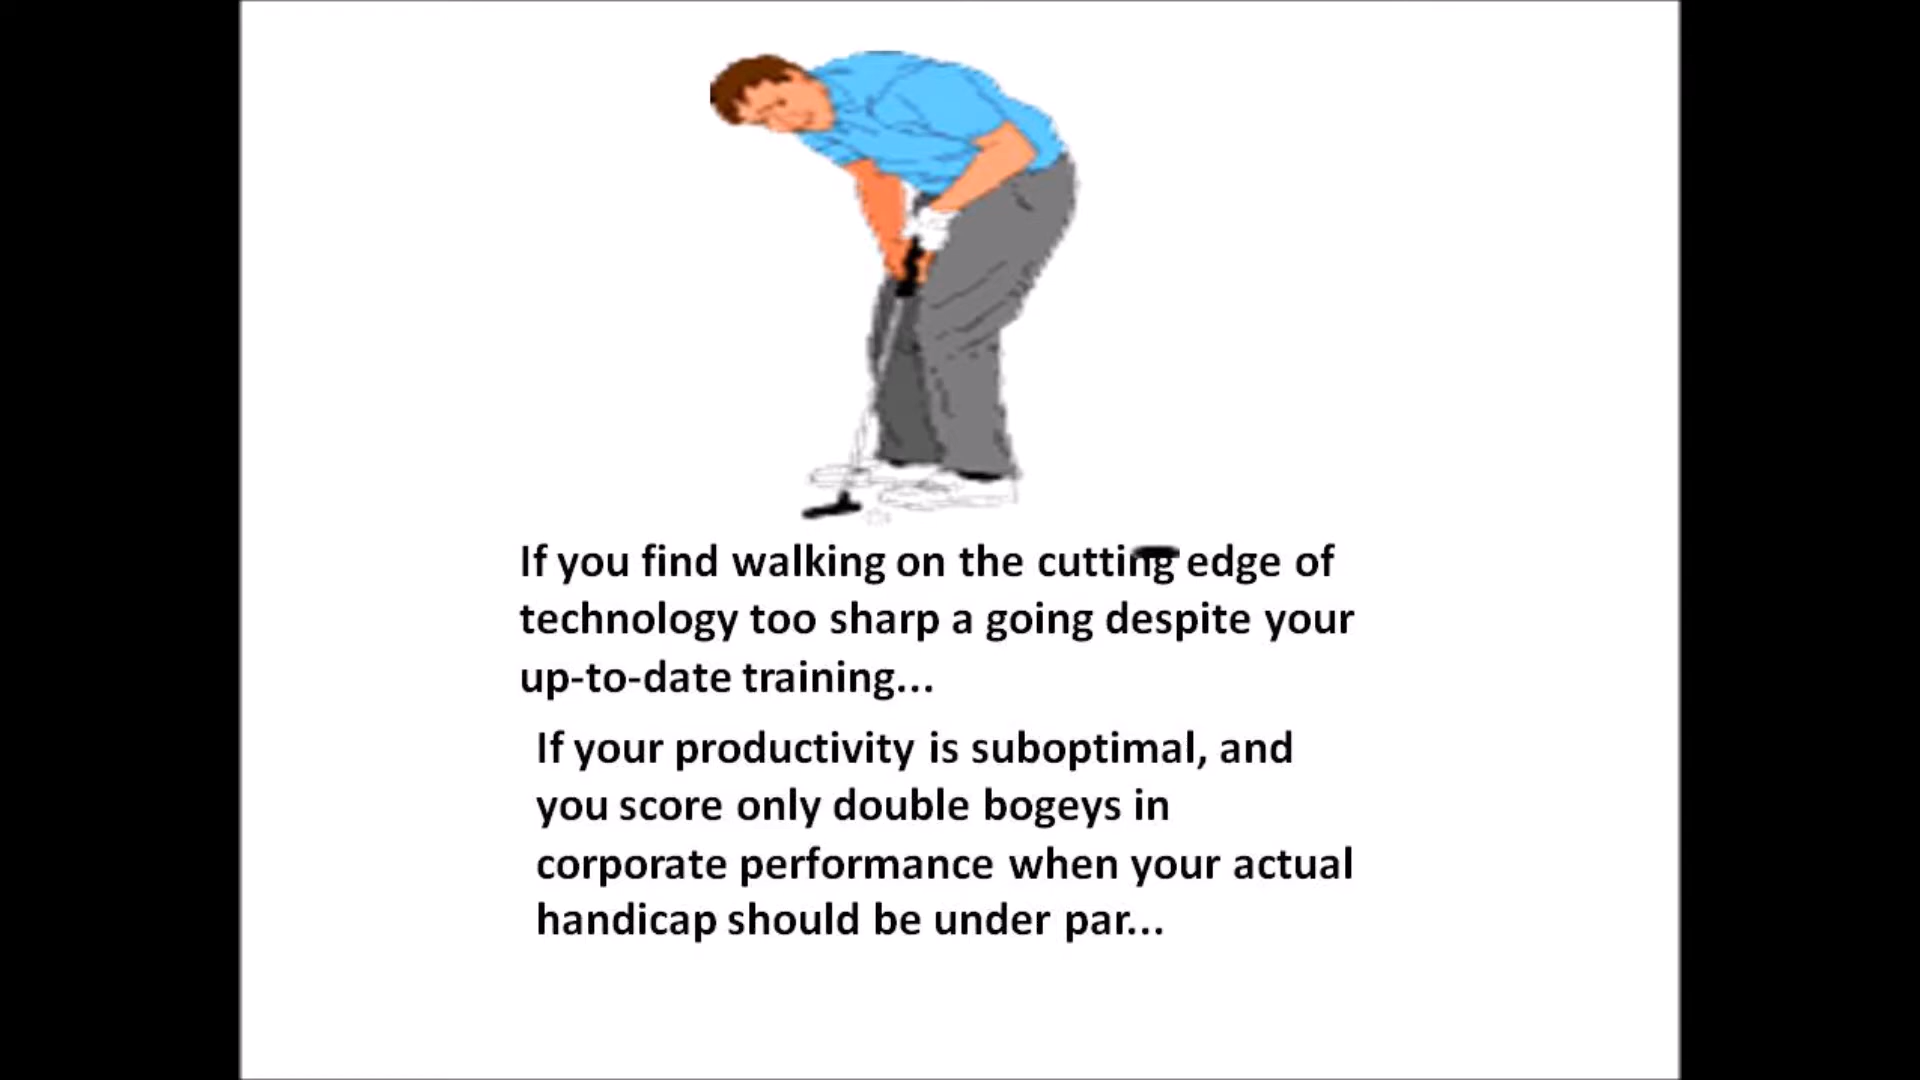 If you find walking on the cutting edge of
technology too sharp a going despite your
up-to-date training...
If your productivity is suboptimal, and
you score only double bogeys in
corporate performance when your actual
handicap should be under par...